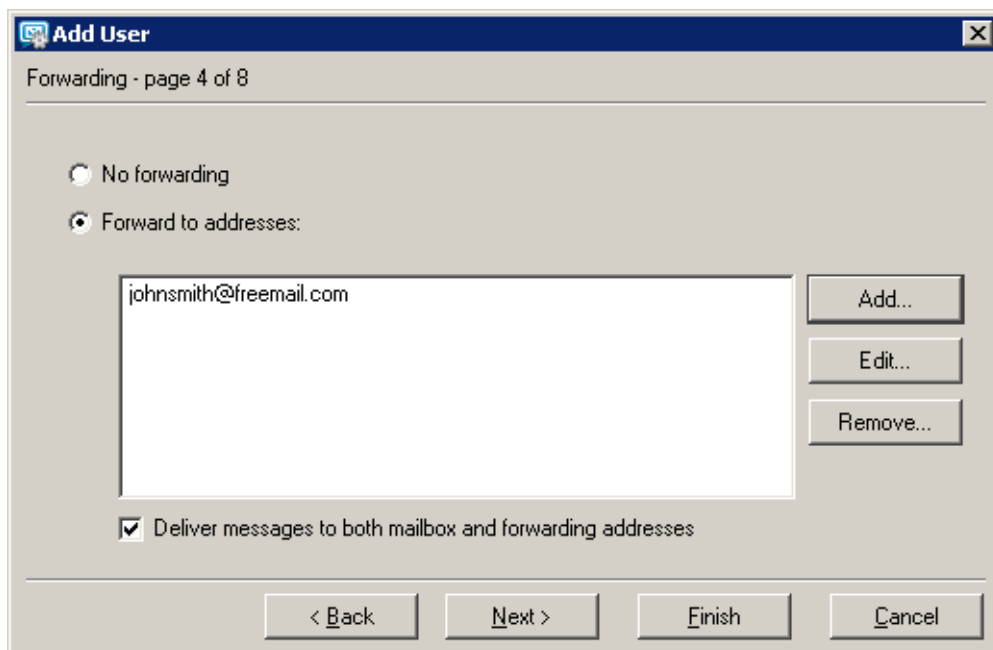 Add User
Forwarding - page 4 of 8
No forwarding
Forward to addresses:
johnsmith@freemail.com
Add...
Edit...
Remove...
Deliver messages to both mailbox and forwarding addresses
< Back
Next >
Finish
Cancel